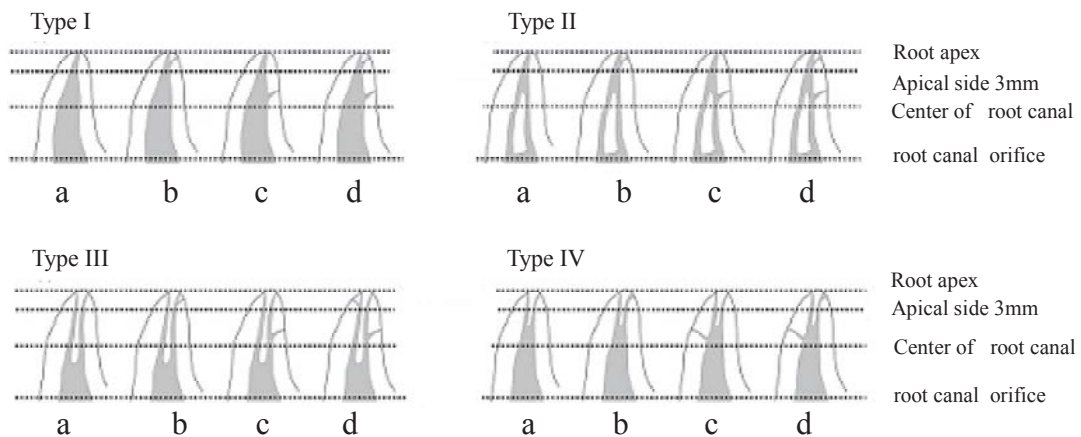 Type I
Type II
Root apex
Apical side 3mm
Center of root canal
root canal orifice
a b c d
a b c d
Type III
Type IV
Root apex
Apical side 3mm
Center of root canal
root canal orifice
a b c d
a b c d